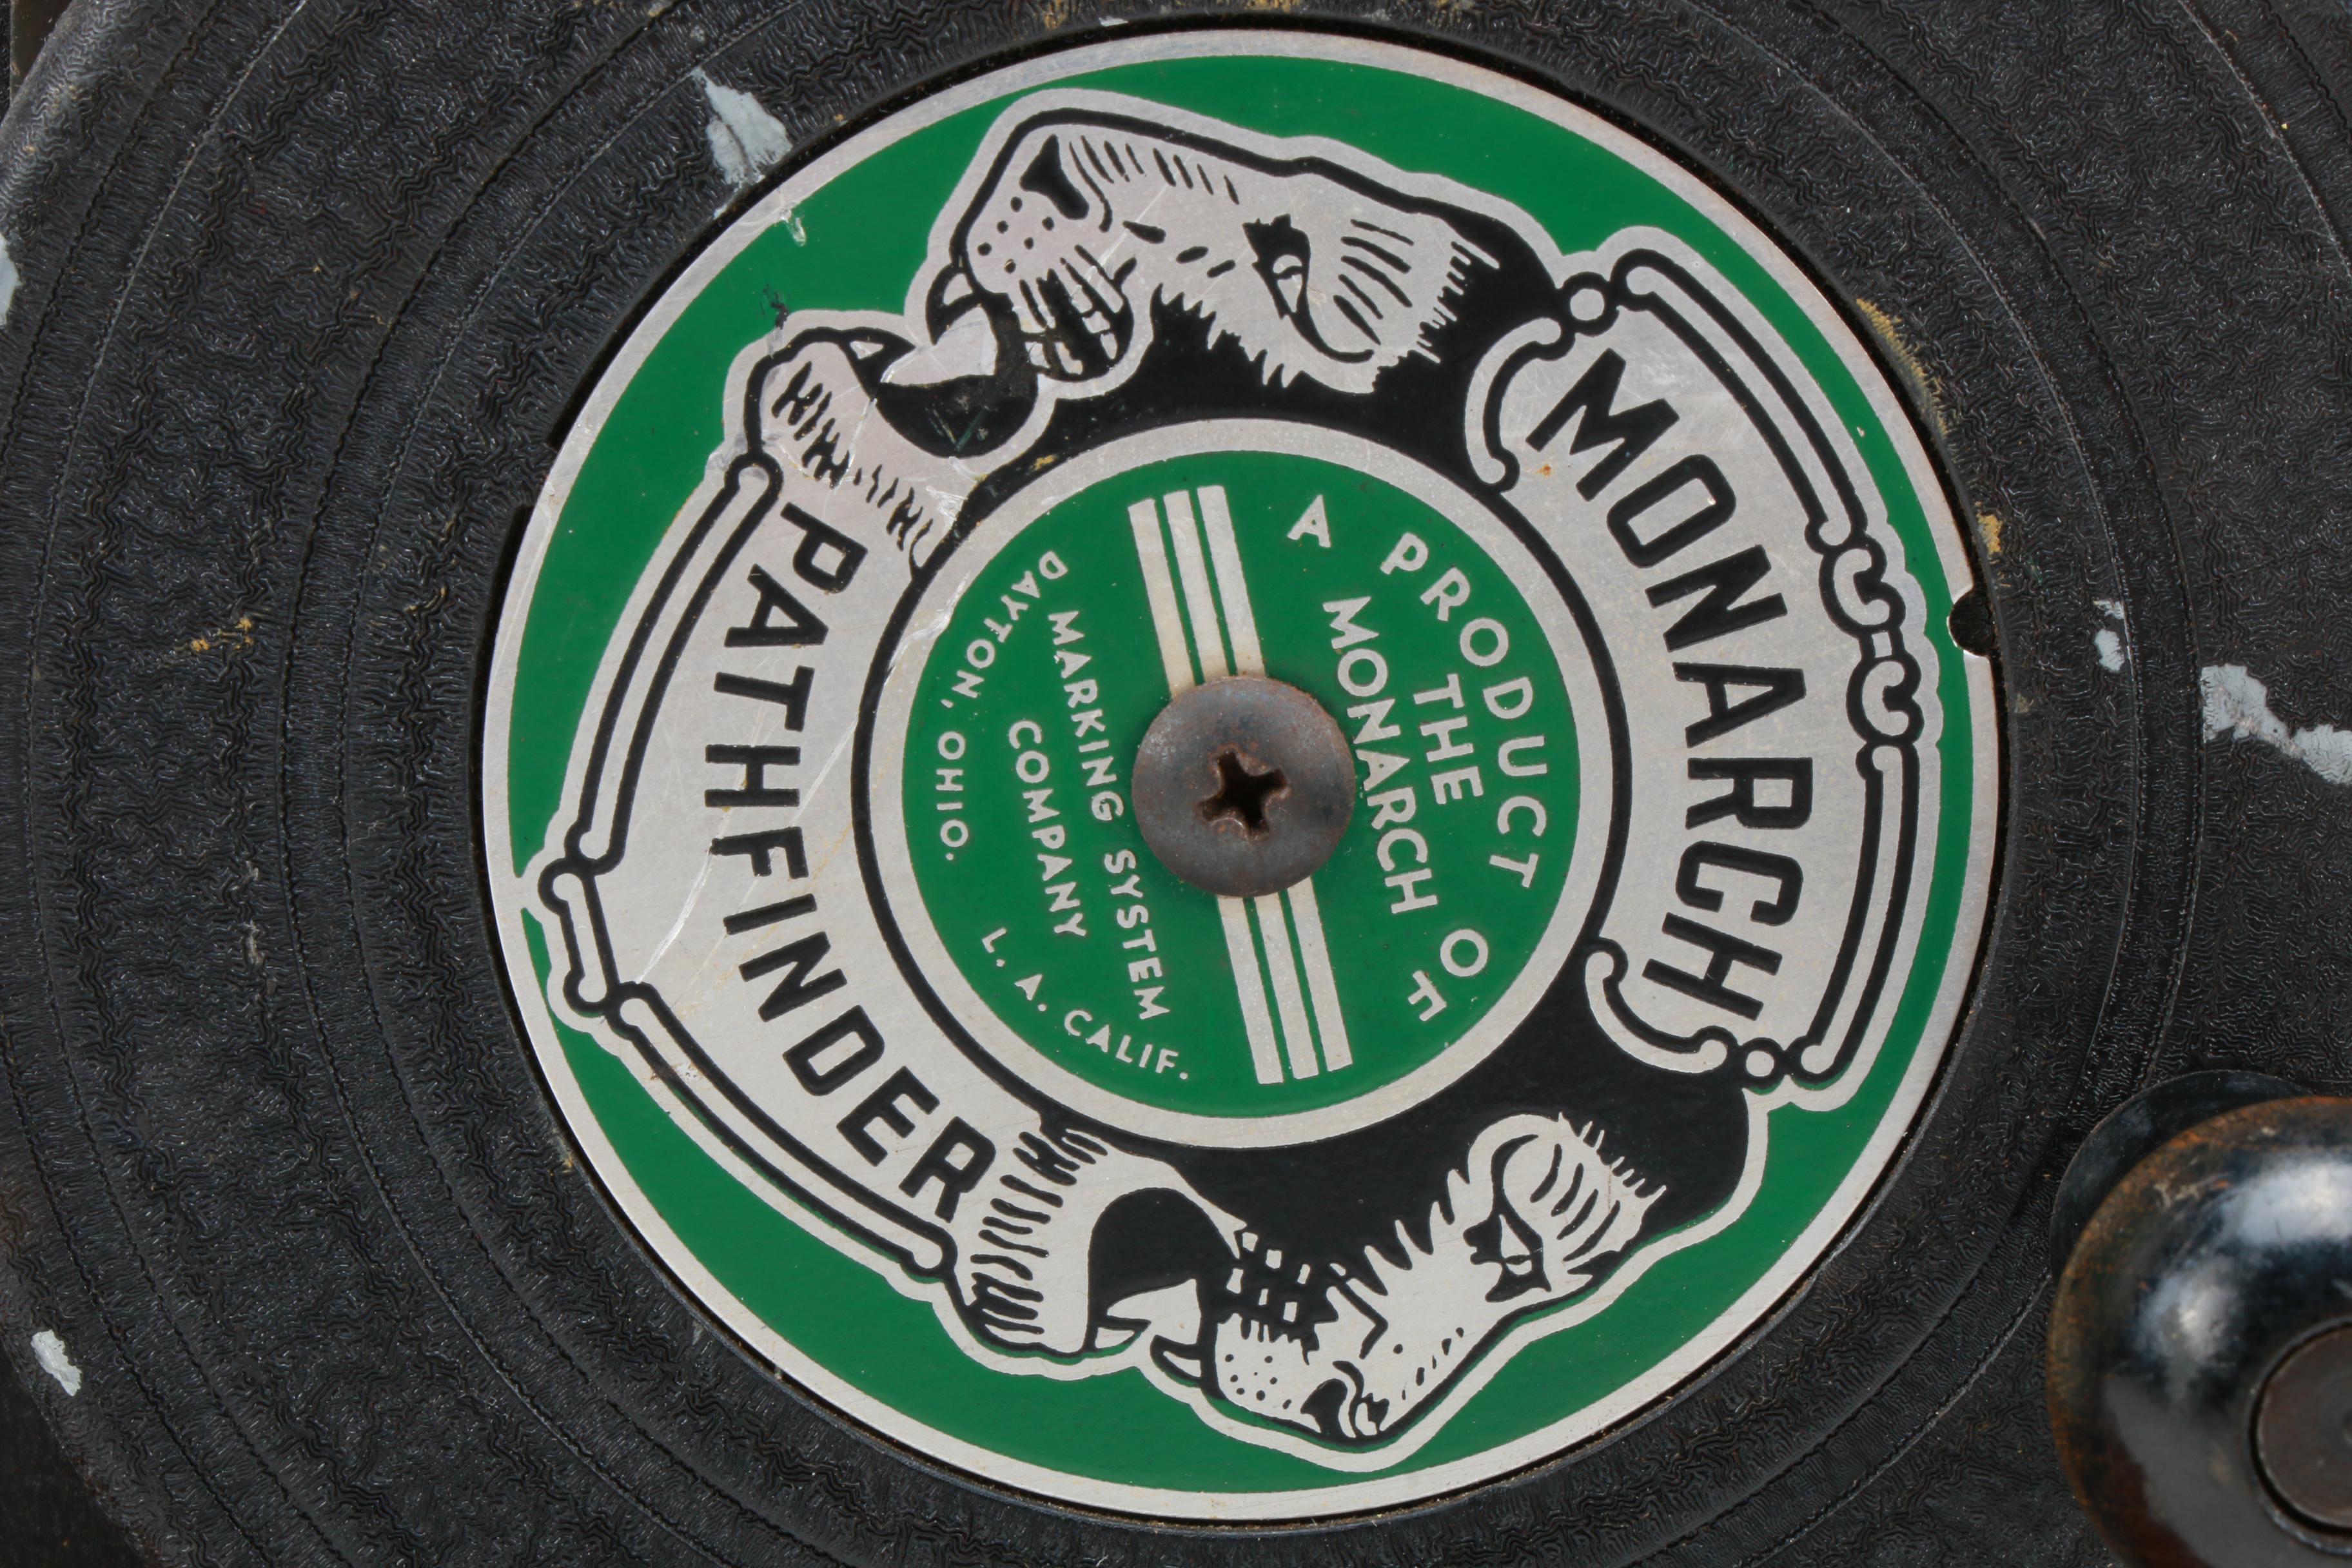 MONARCH
A PRODUCT OF
THE
MONARCH
MARKING SYSTEM
COMPANY
DAYTON, OHIO. L. A. CALIF.
PATHFINDER